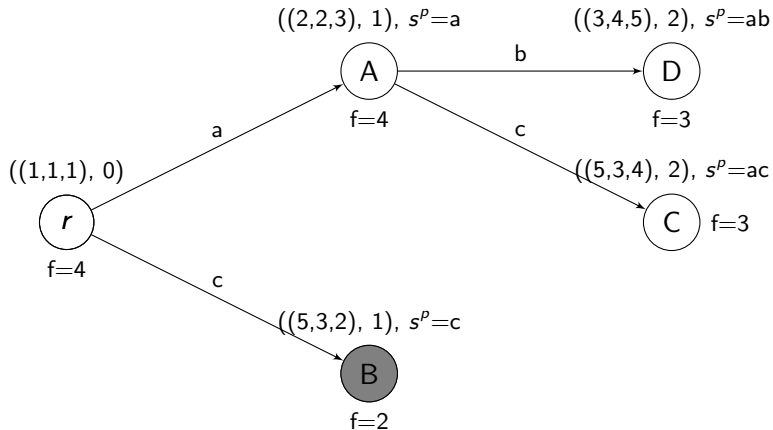 ((2,2,3), 1), s^p=a
((3,4,5), 2), s^p=ab
A
b
D
f=4
f=3
a
c
((1,1,1), 0)
((5,3,4), 2), s^p=ac
r
C
f=3
f=4
c
((5,3,2), 1), s^p=c
B
f=2